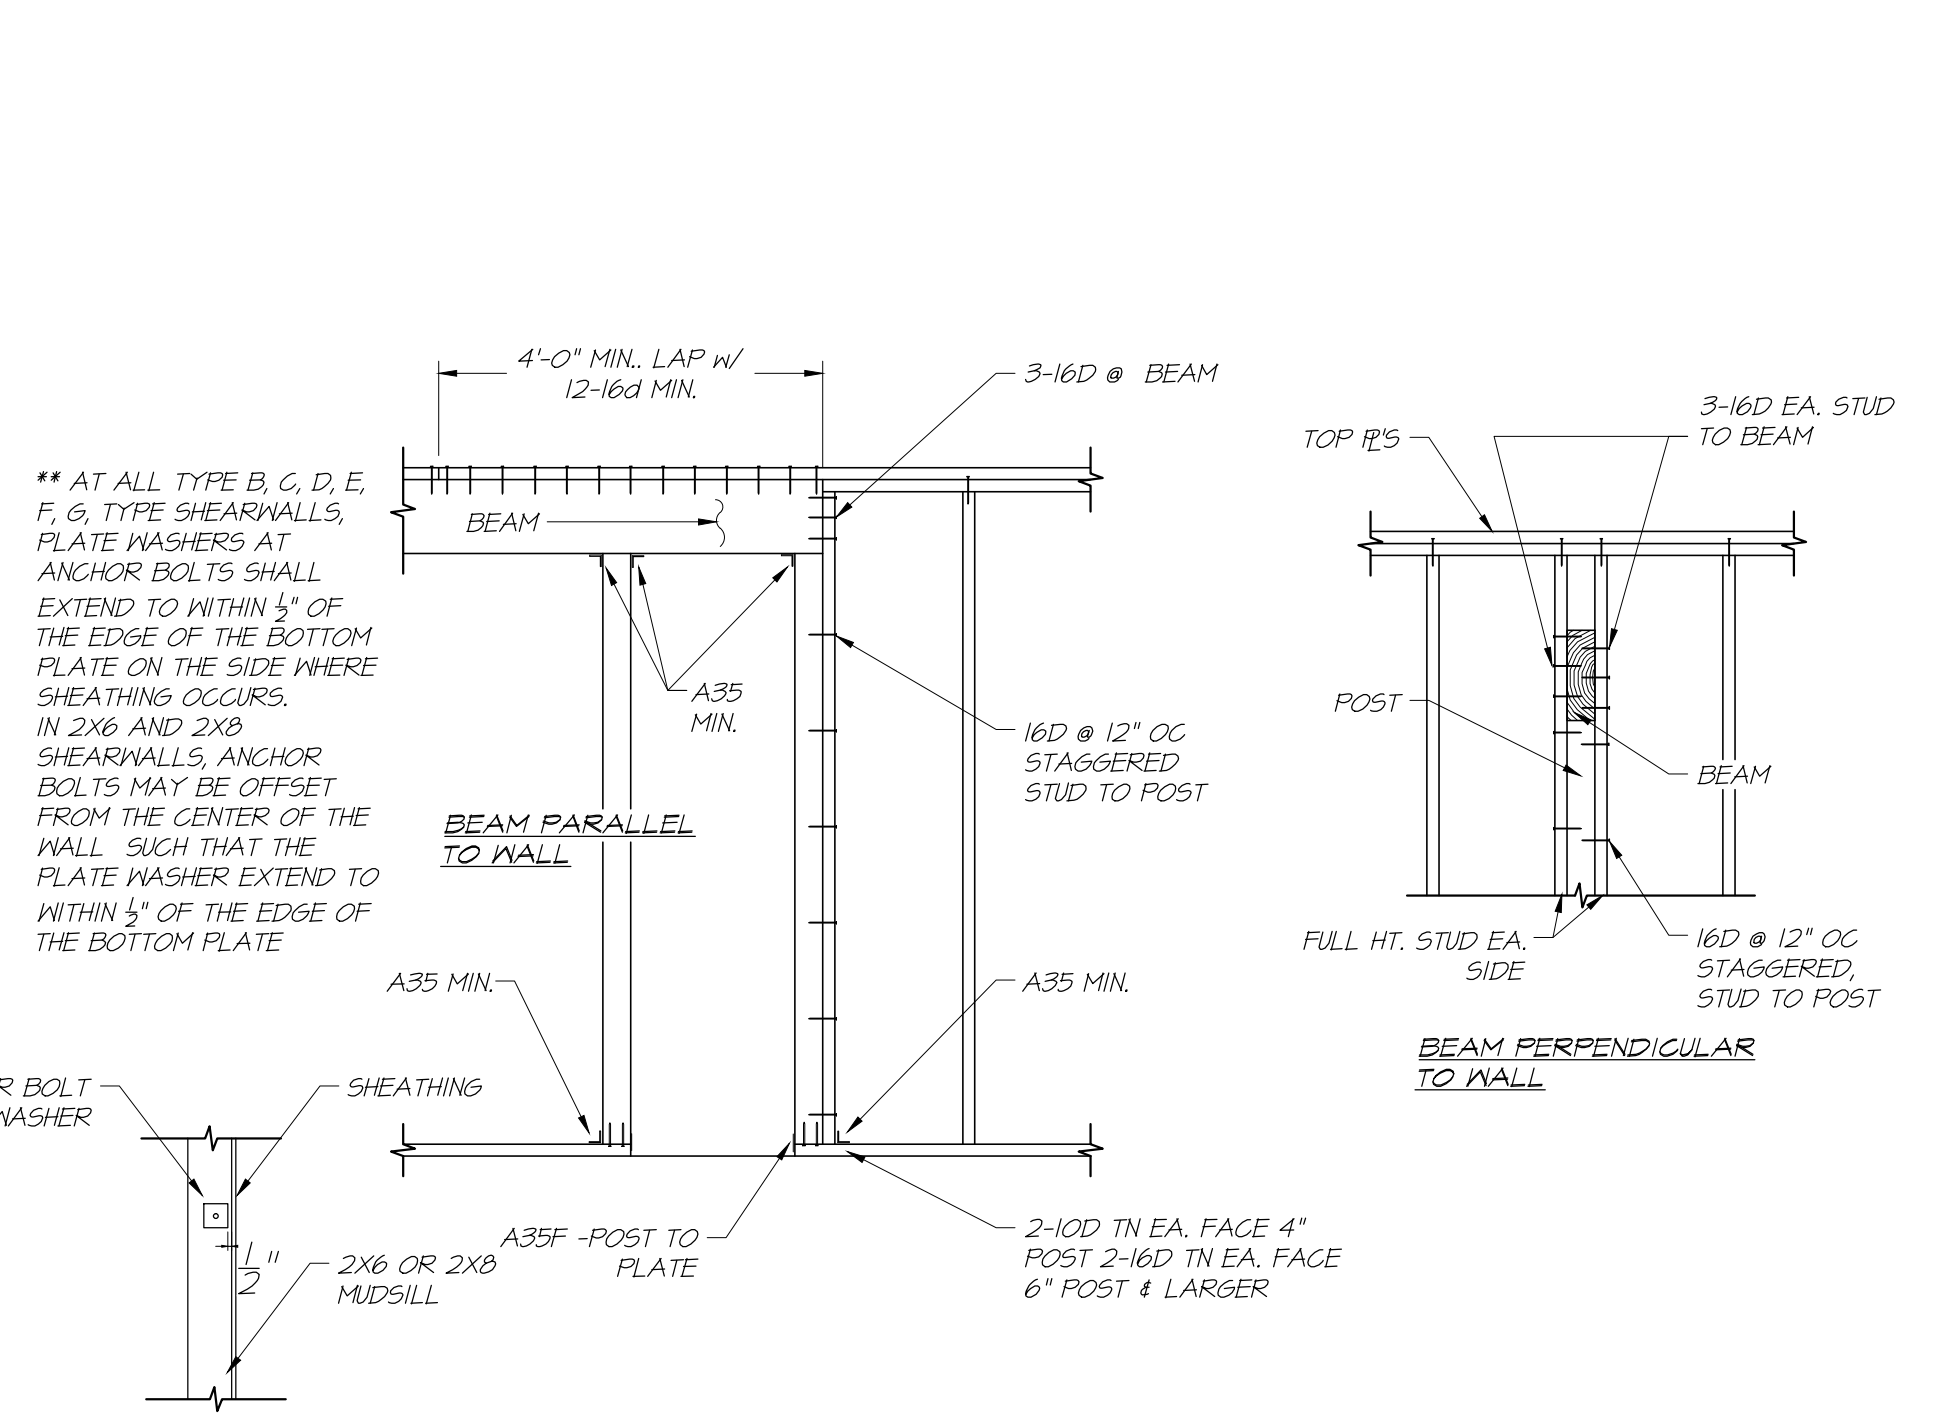 ** AT ALL TYPE B, C, D, E,
F, G, TYPE SHEARWALLS,
PLATE WASHERS AT
ANCHOR BOLTS SHALL
EXTEND TO WITHIN ½" OF
THE EDGE OF THE BOTTOM
PLATE ON THE SIDE WHERE
SHEATHING OCCURS.
IN 2X6 AND 2X8
SHEARWALLS, ANCHOR
BOLTS MAY BE OFFSET
FROM THE CENTER OF THE
WALL SUCH THAT THE
PLATE WASHER EXTEND TO
WITHIN ½" OF THE EDGE OF
THE BOTTOM PLATE
R BOLT
WASHER
SHEATHING
½"
2X6 OR 2X8
MUDSILL
4'-0" MIN.. LAP w/
12-16d MIN.
3-16D @ BEAM
BEAM
A35
MIN.
16D @ 12" OC
STAGGERED
STUD TO POST
BEAM PARALLEL
TO WALL
A35 MIN.
A35 MIN.
A35F -POST TO
PLATE
2-10D TN EA. FACE 4"
POST 2-16D TN EA. FACE
6" POST & LARGER
TOP PL'S
3-16D EA. STUD
TO BEAM
POST
BEAM
FULL HT. STUD EA.
SIDE
16D @ 12" OC
STAGGERED,
STUD TO POST
BEAM PERPENDICULAR
TO WALL